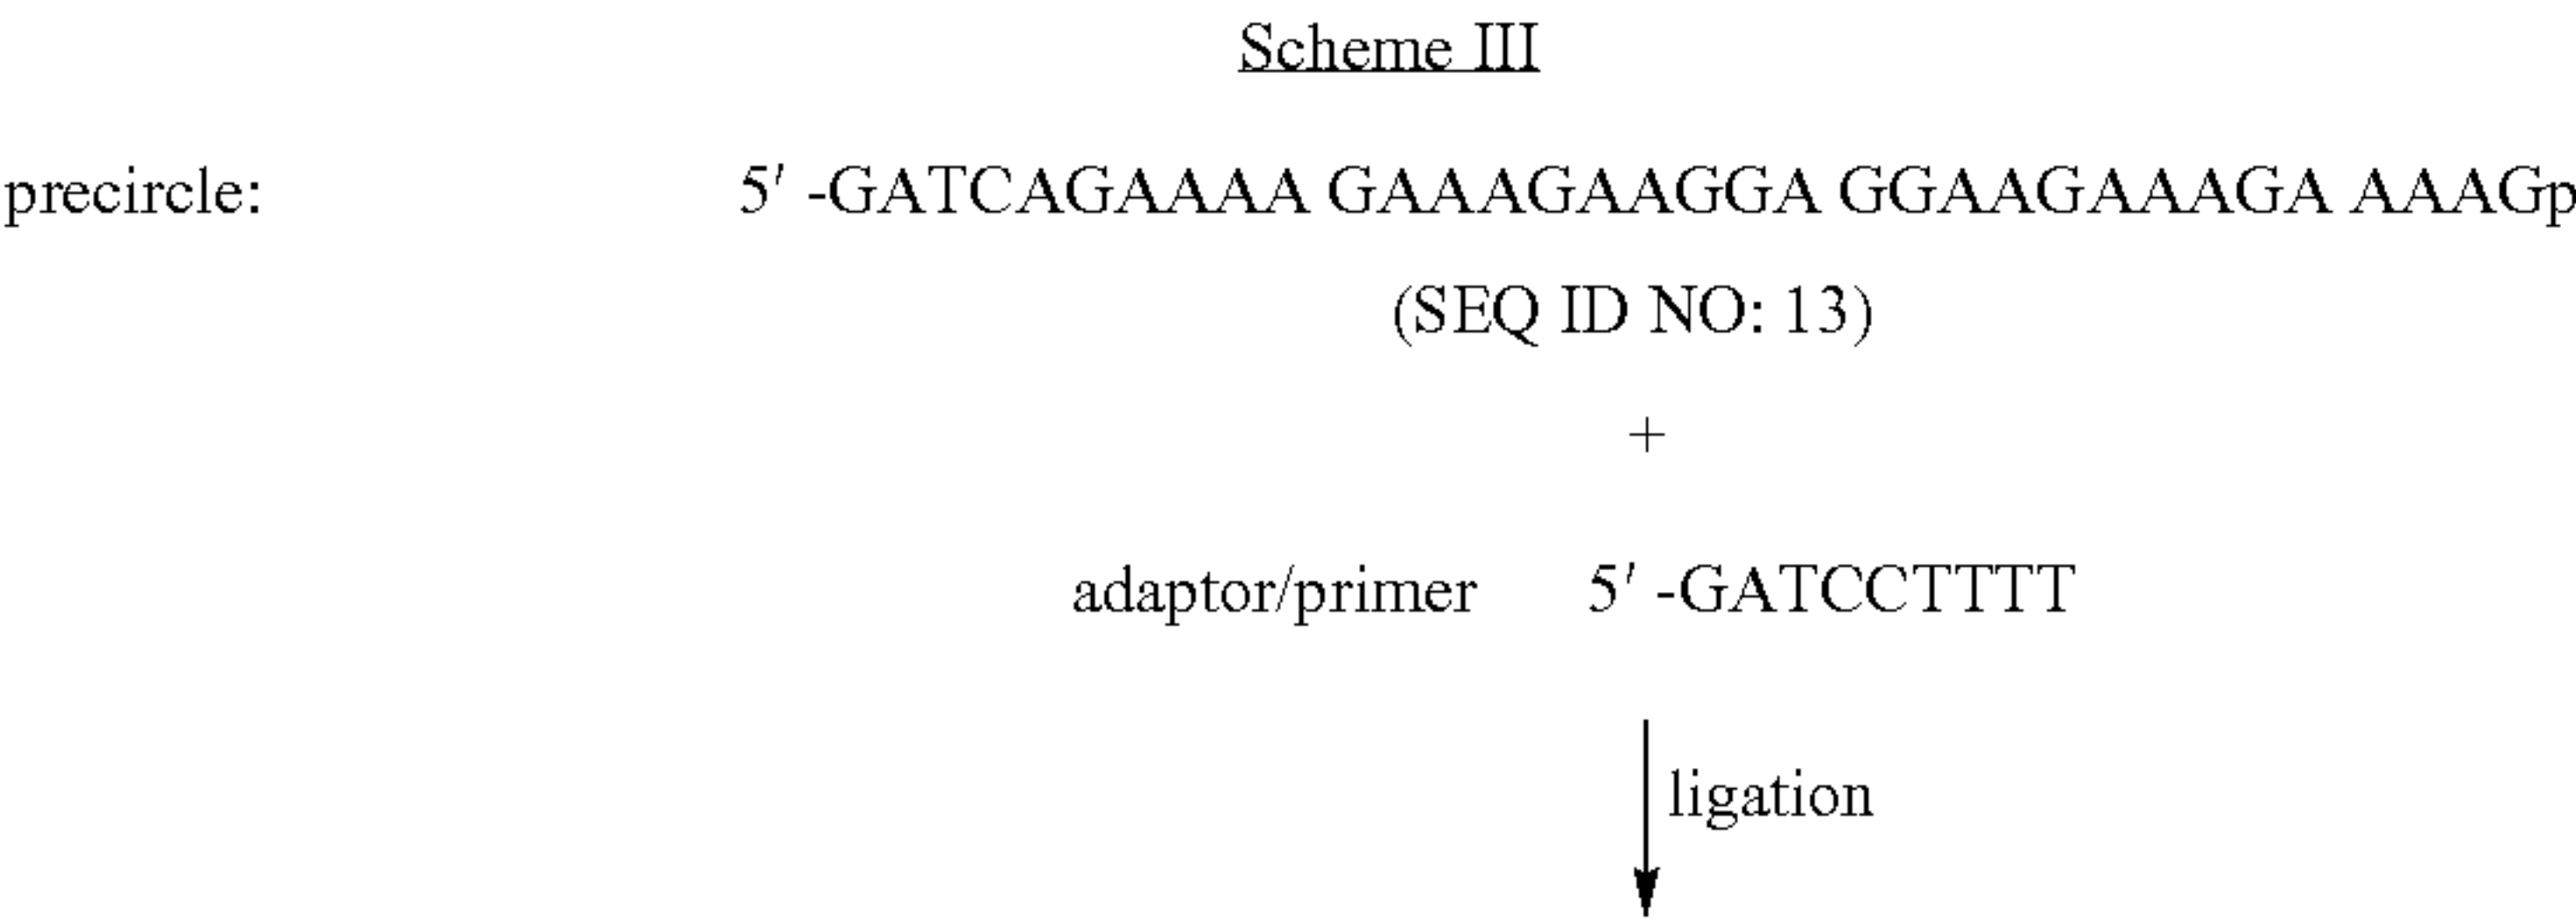 Scheme III
precircle: 5′ -GATCAGAAAA GAAAGAAGGA GGAAGAAAGA AAAGp
(SEQ ID NO: 13)
+
adaptor/primer 5′ -GATCCTTTT
ligation